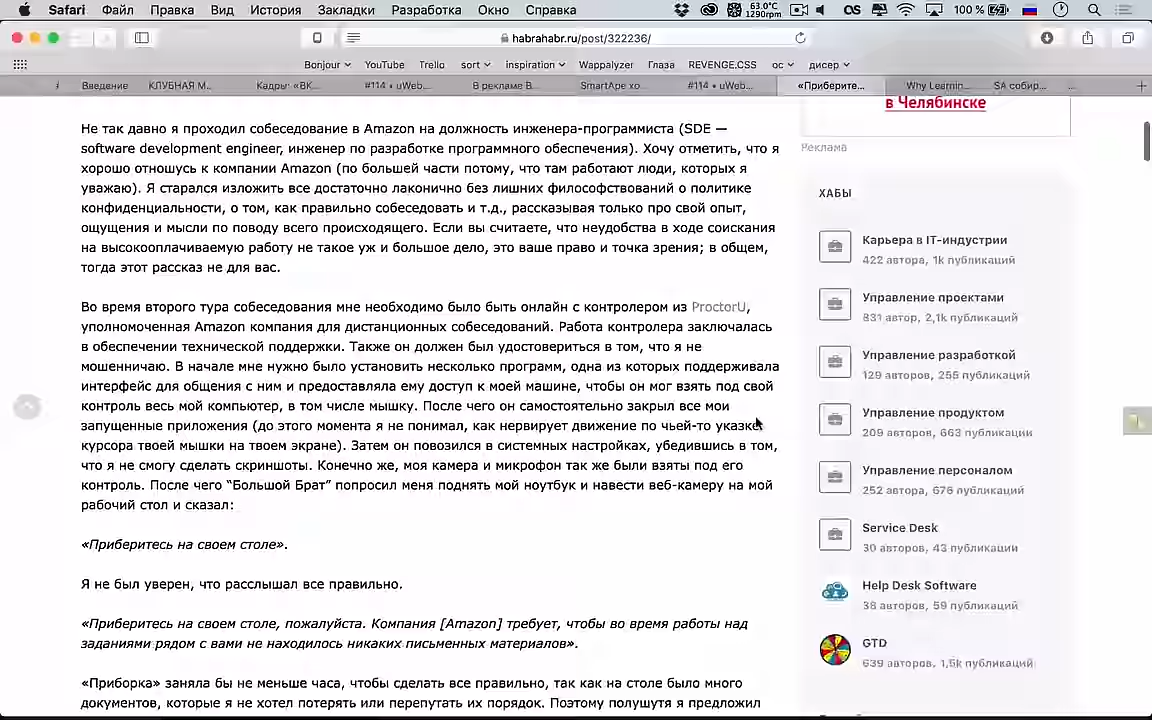 Safari Файл Правка Вид История Закладки Разработка Окно Справка
63.0°C
1290rpm
100 %
habrahabr.ru/post/322236/
Bonjour YouTube Trello sort inspiration Wappalyzer Глаза REVENGE.CSS ос дисер
Введение КЛУБНАЯ М... Кадры: «ВК... #114 • uWeb... В рекламе В... SmartApe хо... #114 • uWeb... «Приберите... Why Learnin... SA собир...
в Челябинске
Реклама
Не так давно я проходил собеседование в Amazon на должность инженера-программиста (SDE —
software development engineer, инженер по разработке программного обеспечения). Хочу отметить, что я
хорошо отношусь к компании Amazon (по большей части потому, что там работают люди, которых я
уважаю). Я старался изложить все достаточно лаконично без лишних философствований о политике
конфиденциальности, о том, как правильно собеседовать и т.д., рассказывая только про свой опыт,
ощущения и мысли по поводу всего происходящего. Если вы считаете, что неудобства в ходе соискания
на высокооплачиваемую работу не такое уж и большое дело, это ваше право и точка зрения; в общем,
тогда этот рассказ не для вас.
Во время второго тура собеседования мне необходимо было быть онлайн с контролером из ProctorU,
уполномоченная Amazon компания для дистанционных собеседований. Работа контролера заключалась
в обеспечении технической поддержки. Также он должен был удостовериться в том, что я не
мошенничаю. В начале мне нужно было установить несколько программ, одна из которых поддерживала
интерфейс для общения с ним и предоставляла ему доступ к моей машине, чтобы он мог взять под свой
контроль весь мой компьютер, в том числе мышку. После чего он самостоятельно закрыл все мои
запущенные приложения (до этого момента я не понимал, как нервирует движение по чьей-то указке
курсора твоей мышки на твоем экране). Затем он повозился в системных настройках, убедившись в том,
что я не смогу сделать скриншоты. Конечно же, моя камера и микрофон так же были взяты под его
контроль. После чего “Большой Брат” попросил меня поднять мой ноутбук и навести веб-камеру на мой
рабочий стол и сказал:
«Приберитесь на своем столе».
Я не был уверен, что расслышал все правильно.
«Приберитесь на своем столе, пожалуйста. Компания [Amazon] требует, чтобы во время работы над
заданиями рядом с вами не находилось никаких письменных материалов».
«Приборка» заняла бы не меньше часа, чтобы сделать все правильно, так как на столе было много
документов, которые я не хотел потерять или перепутать их порядок. Поэтому полушутя я предложил
ХАБЫ
Карьера в IT-индустрии
422 автора, 1k публикаций
Управление проектами
831 автор, 2,1k публикаций
Управление разработкой
129 авторов, 255 публикаций
Управление продуктом
209 авторов, 663 публикации
Управление персоналом
252 автора, 676 публикаций
Service Desk
30 авторов, 43 публикации
Help Desk Software
38 авторов, 59 публикаций
GTD
639 авторов, 1,5k публикаций